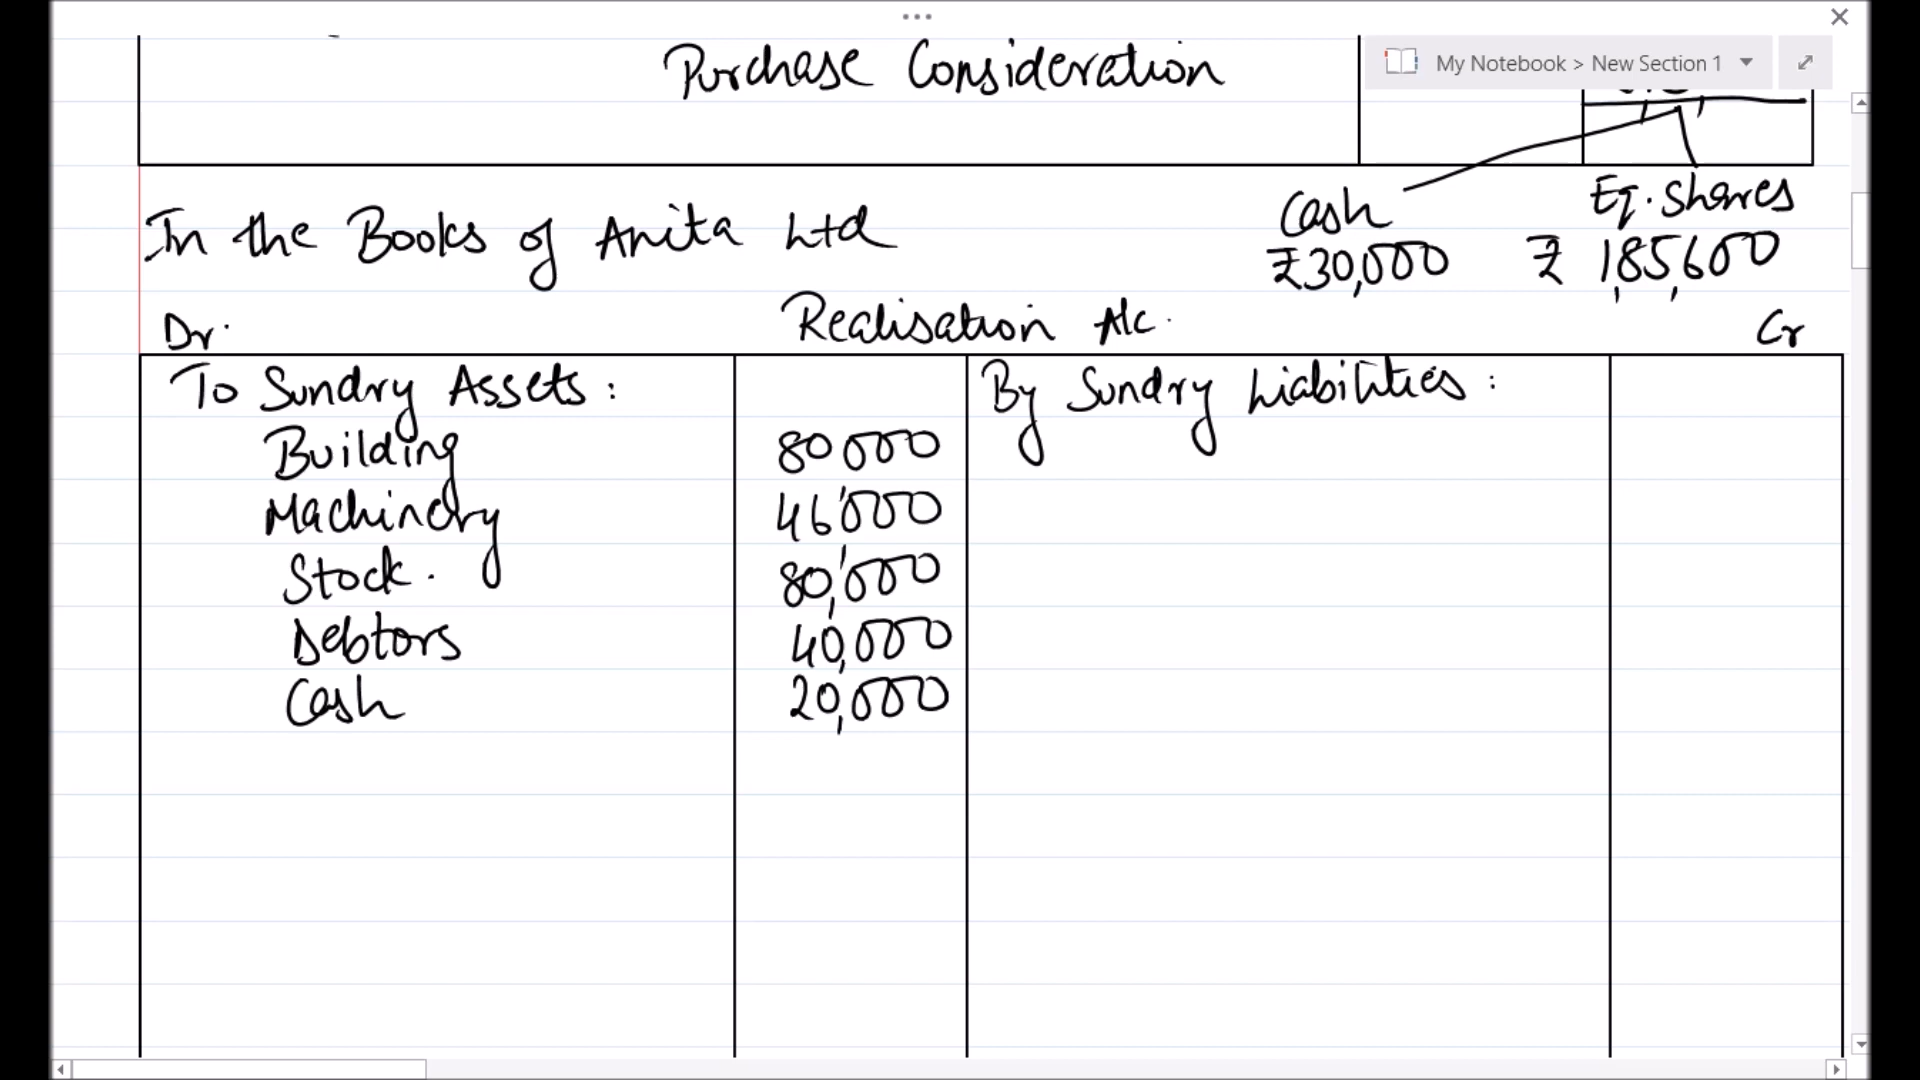 Purchase Consideration
My Notebook > New Section 1
In the Books of Anita Ltd
Cash
₹30,000
Eq. Shares
₹ 1,85,600
Dr.
Realisation A/c.
Cr
To Sundry Assets :
By Sundry Liabilities :
Building 80000
Machinery 46'000
Stock. 80,000
Debtors 40,000
Cash 20,000